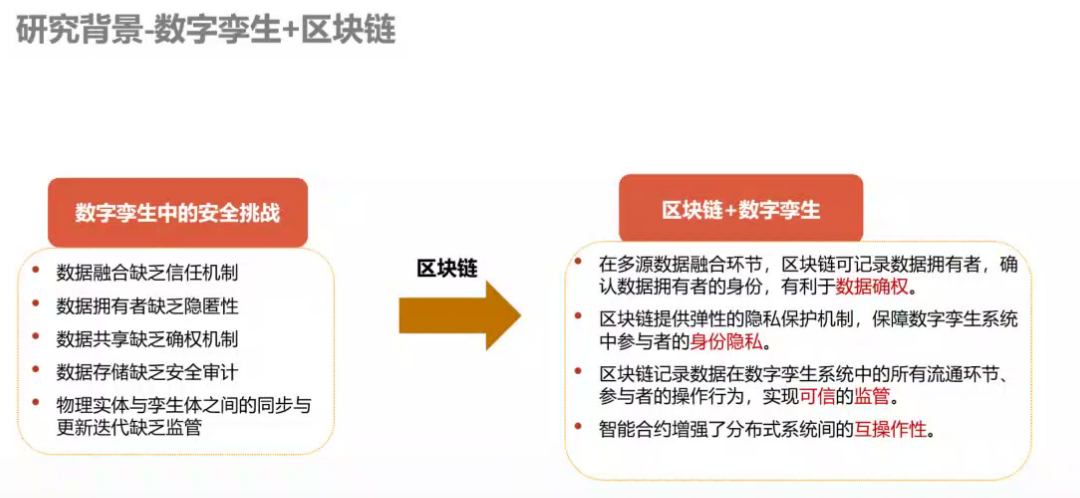 研究背景-数字孪生+区块链
数字孪生中的安全挑战
• 数据融合缺乏信任机制
• 数据拥有者缺乏隐匿性
• 数据共享缺乏确权机制
• 数据存储缺乏安全审计
• 物理实体与孪生体之间的同步与
更新迭代缺乏监管
区块链
区块链+数字孪生
• 在多源数据融合环节，区块链可记录数据拥有者，确
认数据拥有者的身份，有利于数据确权。
• 区块链提供弹性的隐私保护机制，保障数字孪生系统
中参与者的身份隐私。
• 区块链记录数据在数字孪生系统中的所有流通环节、
参与者的操作行为，实现可信的监管。
• 智能合约增强了分布式系统间的互操作性。